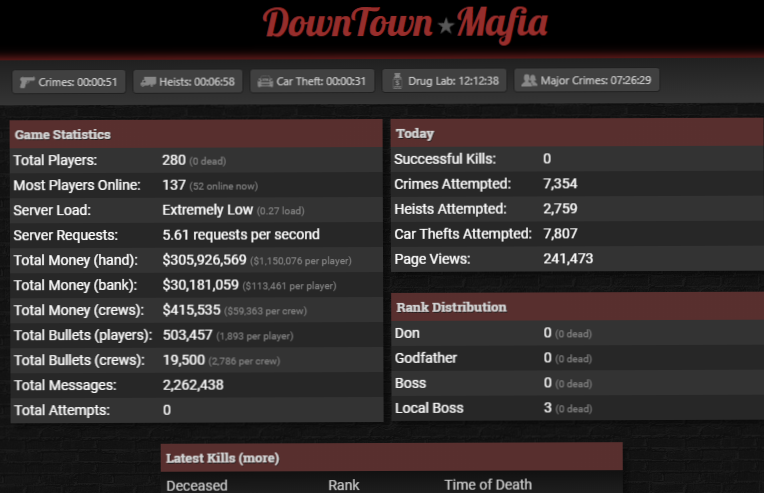 DownTown★Mafia
Crimes: 00:00:51 Heists: 00:06:58 Car Theft: 00:00:31 Drug Lab: 12:12:38 Major Crimes: 07:26:29
Game Statistics
Total Players: 280 (0 dead)
Most Players Online: 137 (52 online now)
Server Load: Extremely Low (0.27 load)
Server Requests: 5.61 requests per second
Total Money (hand): $305,926,569 ($1,150,076 per player)
Total Money (bank): $30,181,059 ($113,461 per player)
Total Money (crews): $415,535 ($59,363 per crew)
Total Bullets (players): 503,457 (1,893 per player)
Total Bullets (crews): 19,500 (2,786 per crew)
Total Messages: 2,262,438
Total Attempts: 0
Today
Successful Kills: 0
Crimes Attempted: 7,354
Heists Attempted: 2,759
Car Thefts Attempted: 7,807
Page Views: 241,473
Rank Distribution
Don 0 (0 dead)
Godfather 0 (0 dead)
Boss 0 (0 dead)
Local Boss 3 (0 dead)
Latest Kills (more)
Deceased Rank Time of Death